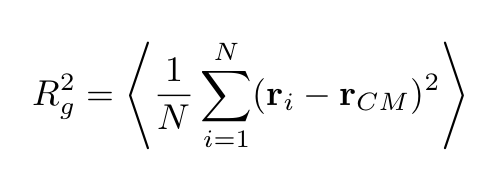 R_g^2 = \left\langle \frac{1}{N} \sum_{i=1}^{N} (\mathbf{r}_i - \mathbf{r}_{CM})^2 \right\rangle